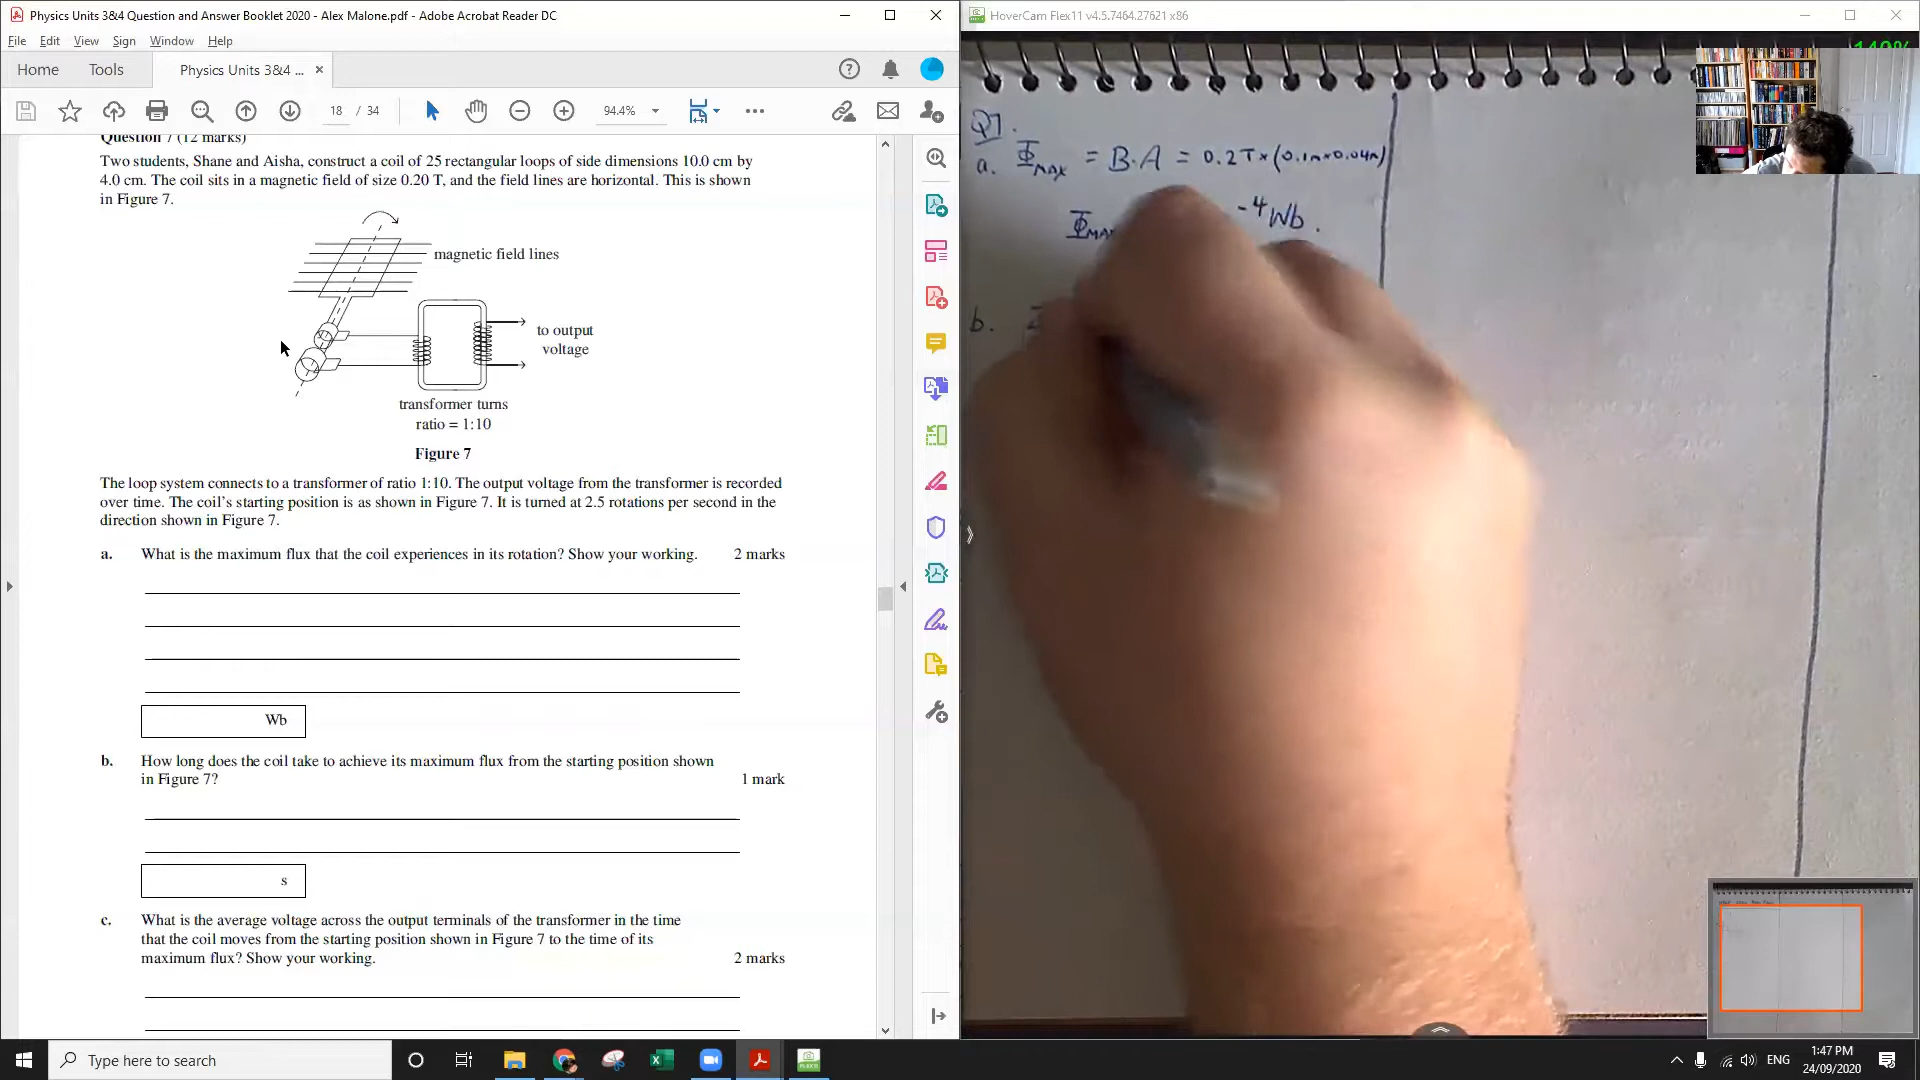 Physics Units 3&4 Question and Answer Booklet 2020 - Alex Malone.pdf - Adobe Acrobat Reader DC
File Edit View Sign Window Help
Home Tools Physics Units 3&4 ... ×
18 / 34 94.4%
Question 7 (12 marks)
Two students, Shane and Aisha, construct a coil of 25 rectangular loops of side dimensions 10.0 cm by
4.0 cm. The coil sits in a magnetic field of size 0.20 T, and the field lines are horizontal. This is shown
in Figure 7.
magnetic field lines
to output
voltage
transformer turns
ratio = 1:10
Figure 7
The loop system connects to a transformer of ratio 1:10. The output voltage from the transformer is recorded
over time. The coil's starting position is as shown in Figure 7. It is turned at 2.5 rotations per second in the
direction shown in Figure 7.
a. What is the maximum flux that the coil experiences in its rotation? Show your working. 2 marks
Wb
b. How long does the coil take to achieve its maximum flux from the starting position shown
in Figure 7? 1 mark
s
c. What is the average voltage across the output terminals of the transformer in the time
that the coil moves from the starting position shown in Figure 7 to the time of its
maximum flux? Show your working. 2 marks
HoverCam Flex11 v4.5.7464.27621 x86
Q7.
a. ΦMAX = B·A = 0.2T×(0.1m×0.04m)
-4 Wb.
b.
Type here to search
ENG
1:47 PM
24/09/2020